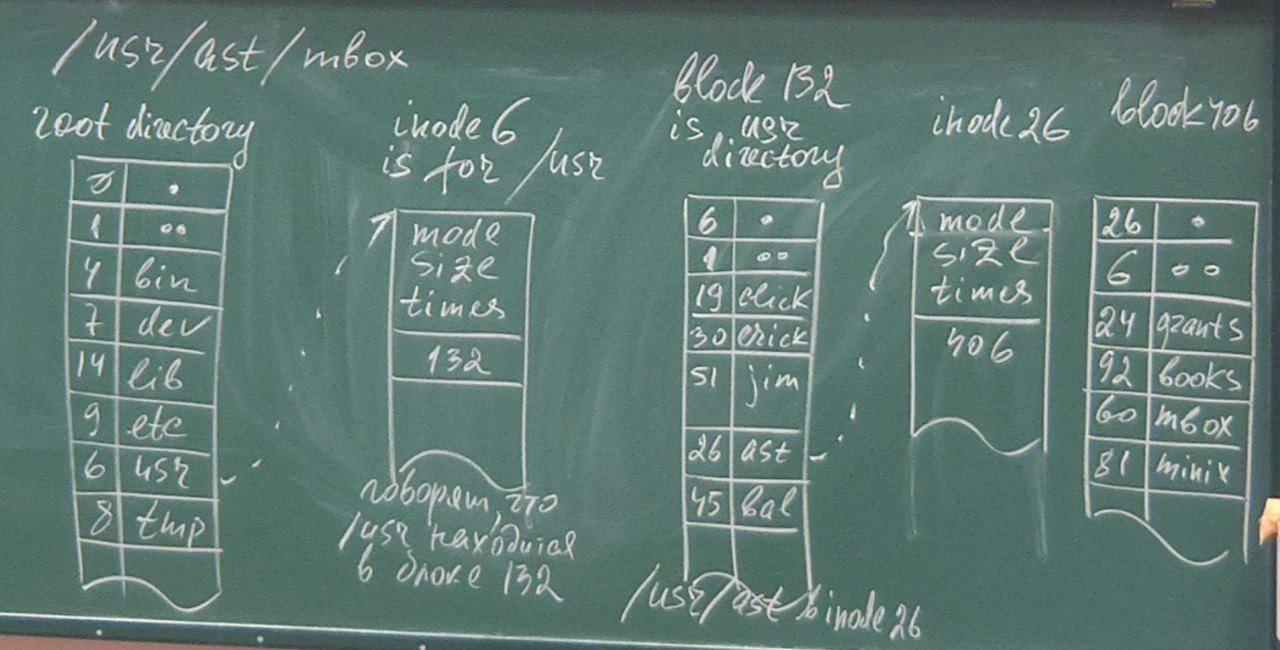 /usr/ast/mbox
root directory
0 .
1 ..
4 bin
7 dev
14 lib
9 etc
6 usr
8 tmp
inode 6
is for /usr
mode
size
times
132
говорят, что
/usr находится
в блоке 132
block 132
is usr
directory
6 .
1 ..
19 click
30 erick
51 jim
26 ast
45 bal
/usr/ast в inode 26
inode 26
mode
size
times
406
block 406
26 .
6 ..
24 grants
92 books
60 mbox
81 minix